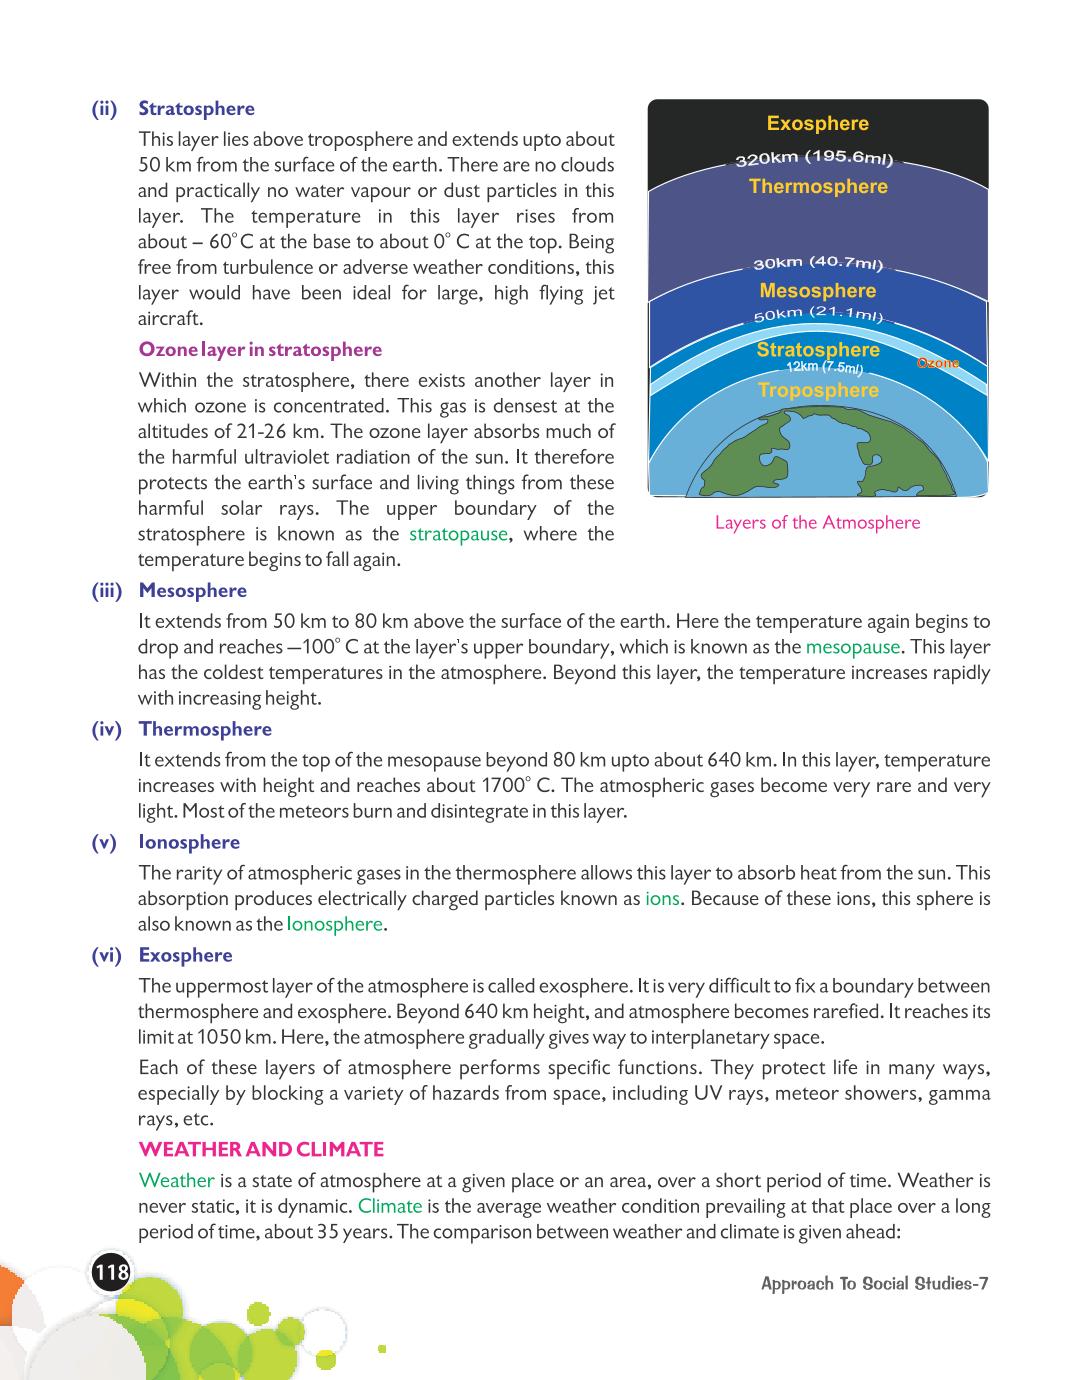 (ii) Stratosphere
This layer lies above troposphere and extends upto about
50 km from the surface of the earth. There are no clouds
and practically no water vapour or dust particles in this
layer. The temperature in this layer rises from
about – 60° C at the base to about 0° C at the top. Being
free from turbulence or adverse weather conditions, this
layer would have been ideal for large, high flying jet
aircraft.
Ozone layer in stratosphere
Within the stratosphere, there exists another layer in
which ozone is concentrated. This gas is densest at the
altitudes of 21-26 km. The ozone layer absorbs much of
the harmful ultraviolet radiation of the sun. It therefore
protects the earth's surface and living things from these
harmful solar rays. The upper boundary of the
stratosphere is known as the stratopause, where the
temperature begins to fall again.
Exosphere
320km (195.6ml)
Thermosphere
30km (40.7ml)
Mesosphere
50km (21.1ml)
Stratosphere
Ozone
12km (7.5ml)
Troposphere
Layers of the Atmosphere
(iii) Mesosphere
It extends from 50 km to 80 km above the surface of the earth. Here the temperature again begins to
drop and reaches —100° C at the layer's upper boundary, which is known as the mesopause. This layer
has the coldest temperatures in the atmosphere. Beyond this layer, the temperature increases rapidly
with increasing height.
(iv) Thermosphere
It extends from the top of the mesopause beyond 80 km upto about 640 km. In this layer, temperature
increases with height and reaches about 1700° C. The atmospheric gases become very rare and very
light. Most of the meteors burn and disintegrate in this layer.
(v) Ionosphere
The rarity of atmospheric gases in the thermosphere allows this layer to absorb heat from the sun. This
absorption produces electrically charged particles known as ions. Because of these ions, this sphere is
also known as the Ionosphere.
(vi) Exosphere
The uppermost layer of the atmosphere is called exosphere. It is very difficult to fix a boundary between
thermosphere and exosphere. Beyond 640 km height, and atmosphere becomes rarefied. It reaches its
limit at 1050 km. Here, the atmosphere gradually gives way to interplanetary space.
Each of these layers of atmosphere performs specific functions. They protect life in many ways,
especially by blocking a variety of hazards from space, including UV rays, meteor showers, gamma
rays, etc.
WEATHER AND CLIMATE
Weather is a state of atmosphere at a given place or an area, over a short period of time. Weather is
never static, it is dynamic. Climate is the average weather condition prevailing at that place over a long
period of time, about 35 years. The comparison between weather and climate is given ahead:
118
Approach To Social Studies-7